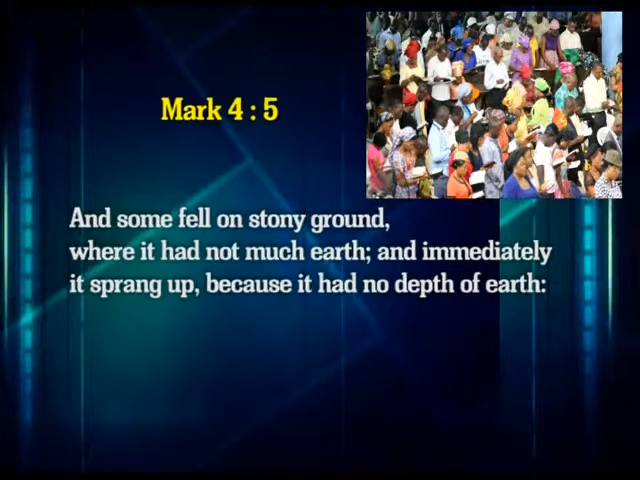 Mark 4 : 5
And some fell on stony ground,
where it had not much earth; and immediately
it sprang up, because it had no depth of earth: